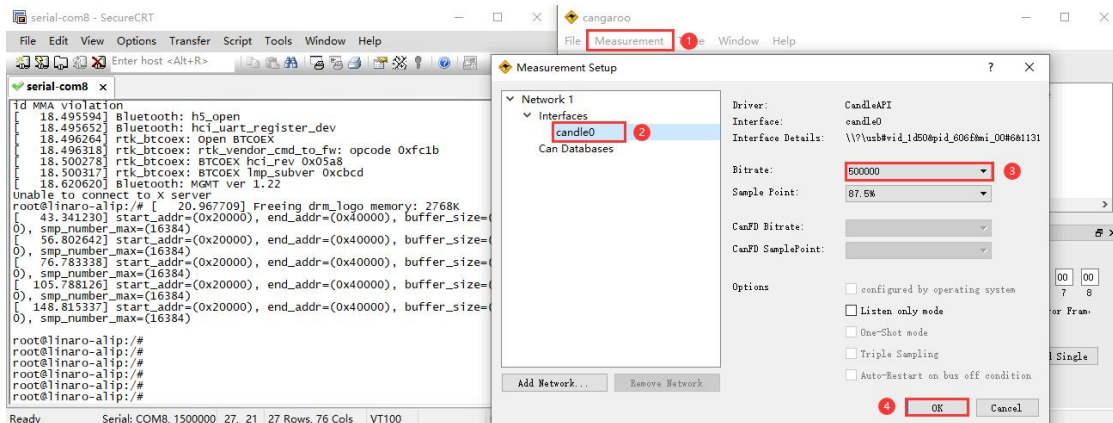 serial-com8 - SecureCRT
File Edit View Options Transfer Script Tools Window Help
Enter host <Alt+R>
serial-com8
id MMA violation
[ 18.495594] Bluetooth: h5_open
[ 18.495652] Bluetooth: hci_uart_register_dev
[ 18.496264] rtk_btcoex: Open BTCOEX
[ 18.496318] rtk_btcoex: rtk_vendor_cmd_to_fw: opcode 0xfc1b
[ 18.500278] rtk_btcoex: BTCOEX hci_rev 0x05a8
[ 18.500317] rtk_btcoex: BTCOEX lmp_subver 0xcbcd
[ 18.620620] Bluetooth: MGMT ver 1.22
Unable to connect to X server
root@linaro-alip:/# [ 20.967709] Freeing drm_logo memory: 2768K
[ 43.341230] start_addr=(0x20000), end_addr=(0x40000), buffer_size=(
0), smp_number_max=(16384)
[ 56.802642] start_addr=(0x20000), end_addr=(0x40000), buffer_size=(
0), smp_number_max=(16384)
[ 76.783338] start_addr=(0x20000), end_addr=(0x40000), buffer_size=(
0), smp_number_max=(16384)
[ 105.788126] start_addr=(0x20000), end_addr=(0x40000), buffer_size=(
0), smp_number_max=(16384)
[ 148.815337] start_addr=(0x20000), end_addr=(0x40000), buffer_size=(
0), smp_number_max=(16384)
root@linaro-alip:/#
root@linaro-alip:/#
root@linaro-alip:/#
root@linaro-alip:/#
root@linaro-alip:/#
Ready Serial: COM8, 1500000 27, 21 27 Rows, 76 Cols VT100
cangaroo
File Measurement 1 Window Help
Measurement Setup
Network 1
Interfaces
candle0 2
Can Databases
Add Network... Remove Network
Driver: CandleAPI
Interface: candle0
Interface Details: \\?\usb#vid_1d50&pid_606f&mi_00#6&1131
Bitrate: 500000 3
Sample Point: 87.5%
CanFD Bitrate:
CanFD SamplePoint:
Options configured by operating system
Listen only mode
One-Shot mode
Triple Sampling
Auto-Restart on bus off condition
4 OK Cancel
00 00
7 8
Single